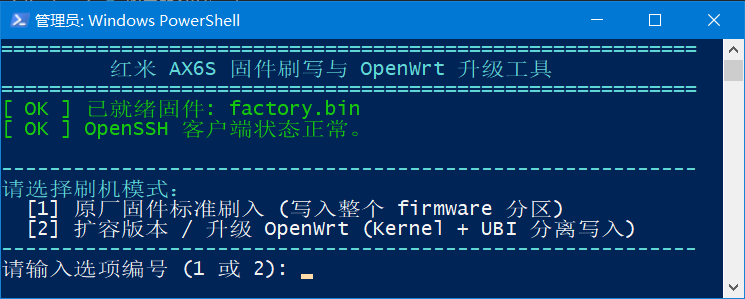 管理员: Windows PowerShell
==========================================================
红米 AX6S 固件刷写与 OpenWrt 升级工具
==========================================================
[ OK ] 已就绪固件: factory.bin
[ OK ] OpenSSH 客户端状态正常。
----------------------------------------------------------
请选择刷机模式:
[1] 原厂固件标准刷入 (写入整个 firmware 分区)
[2] 扩容版本 / 升级 OpenWrt (Kernel + UBI 分离写入)
----------------------------------------------------------
请输入选项编号 (1 或 2): _